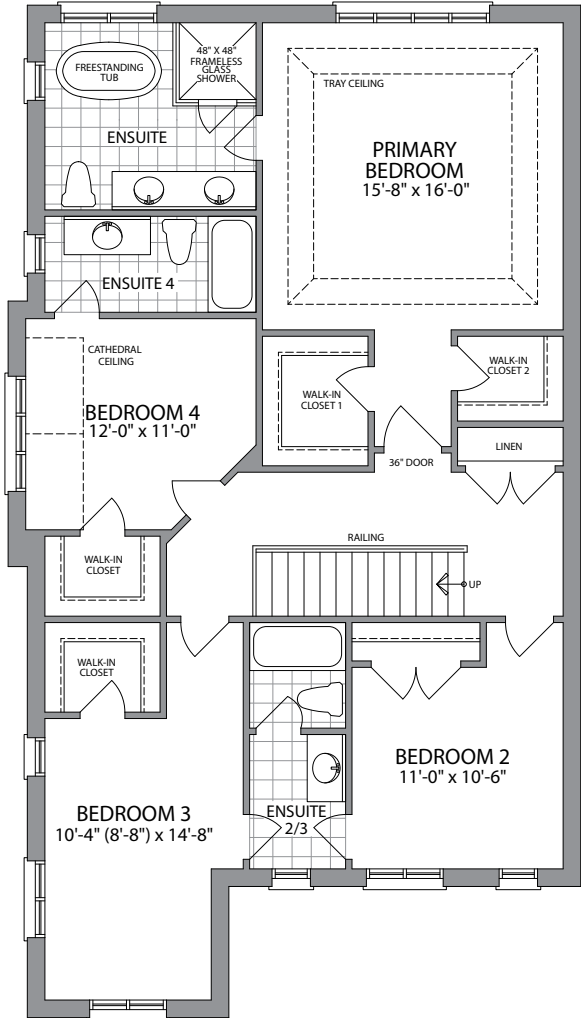 FREESTANDING
TUB
48" X 48"
FRAMELESS
GLASS
SHOWER
ENSUITE
TRAY CEILING
PRIMARY
BEDROOM
15'-8" x 16'-0"
ENSUITE 4
CATHEDRAL
CEILING
BEDROOM 4
12'-0" x 11'-0"
WALK-IN
CLOSET 1
WALK-IN
CLOSET 2
36" DOOR
LINEN
WALK-IN
CLOSET
RAILING
UP
WALK-IN
CLOSET
BEDROOM 3
10'-4" (8'-8") x 14'-8"
ENSUITE
2/3
BEDROOM 2
11'-0" x 10'-6"